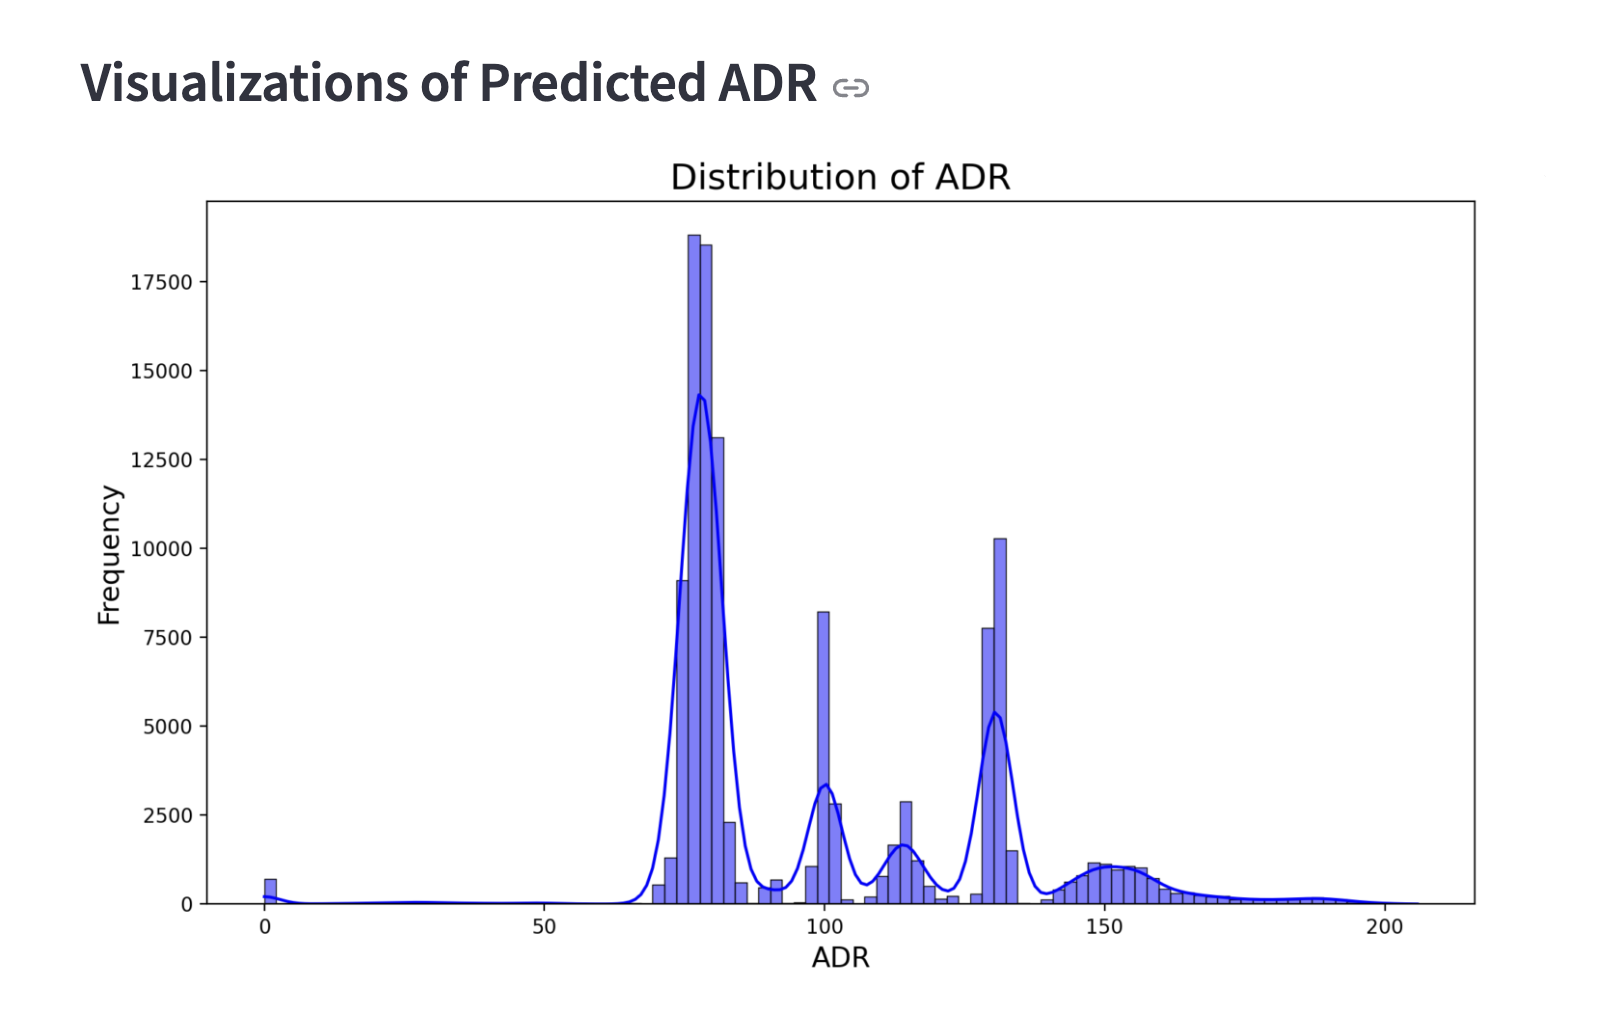 Visualizations of Predicted ADR
Distribution of ADR
17500
15000
12500
10000
7500
5000
2500
0
Frequency
0 50 100 150 200
ADR